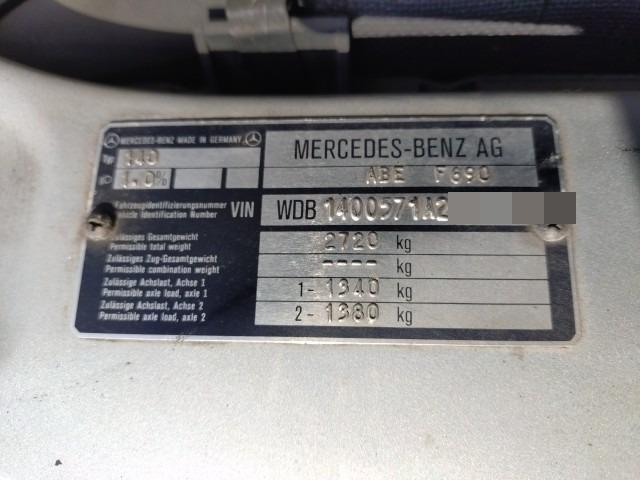 MERCEDES-BENZ MADE IN GERMANY
Typ 140
1.0%
MERCEDES-BENZ AG
ABE F690
Fahrzeugidentifizierungsnummer
Vehicle Identification Number
VIN
WDB 1400571A2
Zulässiges Gesamtgewicht
Permissible total weight
2720 kg
Zulässiges Zug-Gesamtgewicht
Permissible combination weight
---- kg
Zulässige Achslast, Achse 1
Permissible axle load, axle 1
1- 1340 kg
Zulässige Achslast, Achse 2
Permissible axle load, axle 2
2- 1380 kg